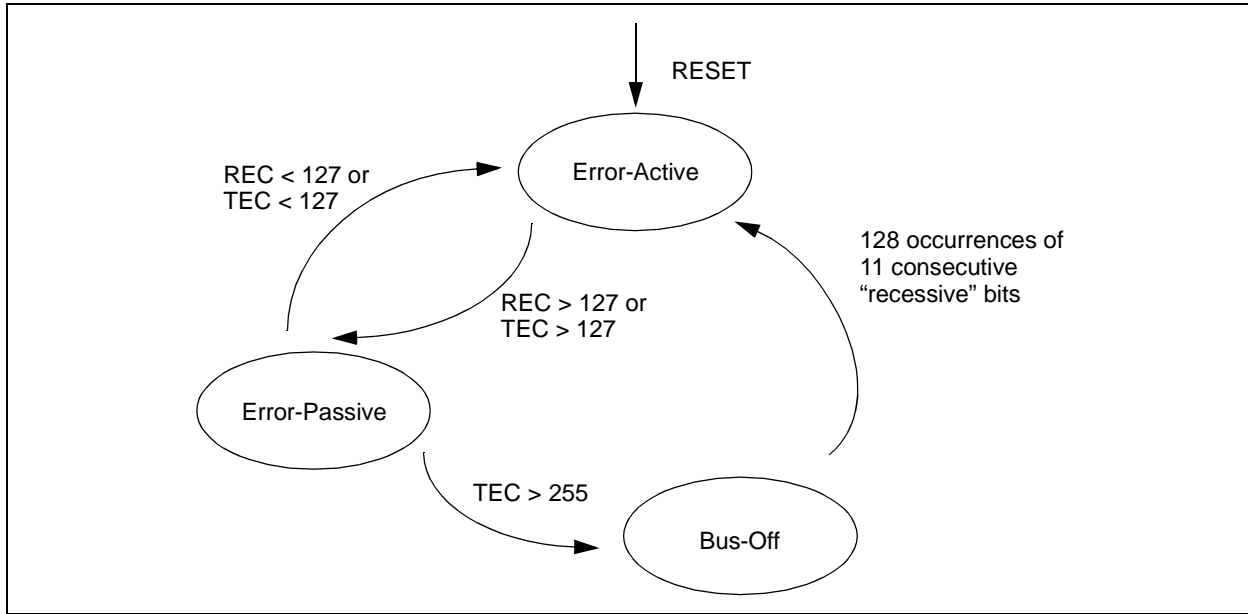 RESET
Error-Active
REC < 127 or
TEC < 127
128 occurrences of
11 consecutive
“recessive” bits
REC > 127 or
TEC > 127
Error-Passive
TEC > 255
Bus-Off